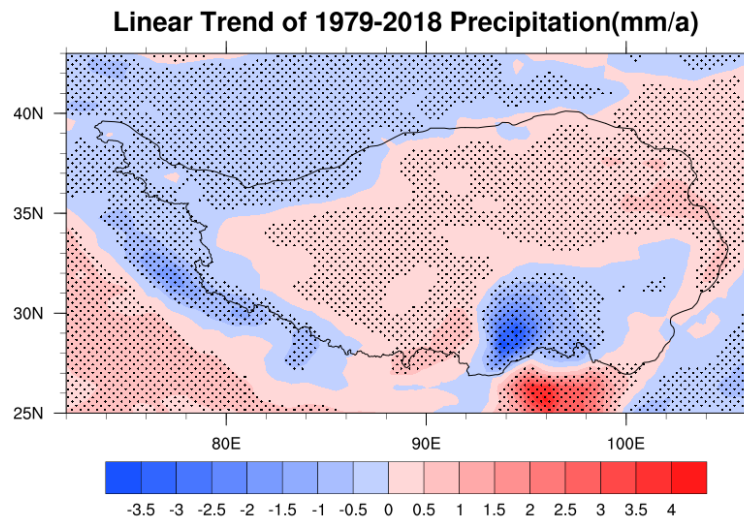 Linear Trend of 1979-2018 Precipitation(mm/a)
40N
35N
30N
25N
80E 90E 100E
-3.5 -3 -2.5 -2 -1.5 -1 -0.5 0 0.5 1 1.5 2 2.5 3 3.5 4